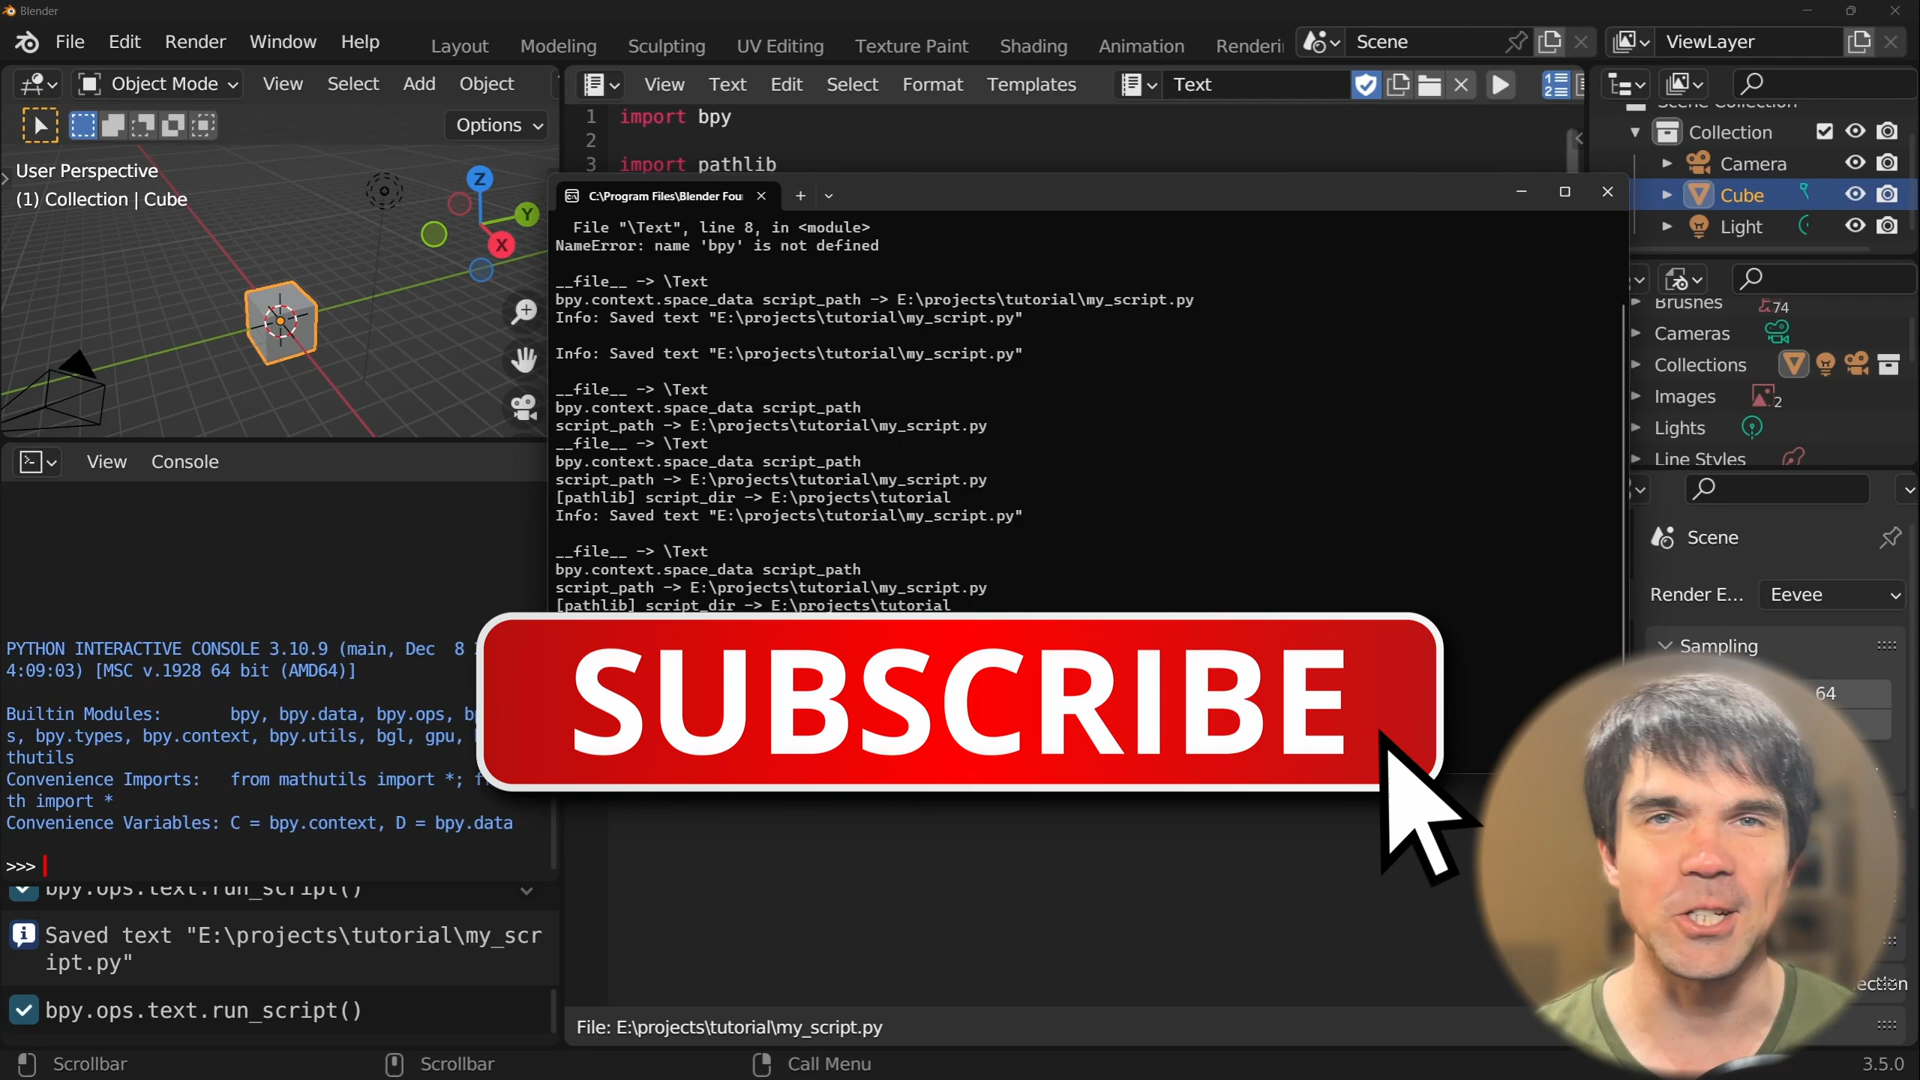 Blender
File Edit Render Window Help
Layout Modeling Sculpting UV Editing Texture Paint Shading Animation
Scene
ViewLayer
Object Mode View Select Add Object
View Text Edit Select Format Templates
Text
Options
User Perspective
(1) Collection | Cube
Z
Y
X
1 import bpy
2
3 import pathlib
Scene Collection
Collection
Camera
Cube
Light
C:\Program Files\Blender Fou
File "\Text", line 8, in <module>
NameError: name 'bpy' is not defined
__file__ -> \Text
bpy.context.space_data script_path -> E:\projects\tutorial\my_script.py
Info: Saved text "E:\projects\tutorial\my_script.py"
Info: Saved text "E:\projects\tutorial\my_script.py"
__file__ -> \Text
bpy.context.space_data script_path
script_path -> E:\projects\tutorial\my_script.py
__file__ -> \Text
bpy.context.space_data script_path
script_path -> E:\projects\tutorial\my_script.py
[pathlib] script_dir -> E:\projects\tutorial
Info: Saved text "E:\projects\tutorial\my_script.py"
__file__ -> \Text
bpy.context.space_data script_path
script_path -> E:\projects\tutorial\my_script.py
[pathlib] script_dir -> E:\projects\tutorial
Brushes 74
Cameras
Collections
Images 2
Lights
Line Styles
Scene
Render E... Eevee
Sampling
64
View Console
PYTHON INTERACTIVE CONSOLE 3.10.9 (main, Dec 8
4:09:03) [MSC v.1928 64 bit (AMD64)]
Builtin Modules: bpy, bpy.data, bpy.ops,
s, bpy.types, bpy.context, bpy.utils, bgl, gpu,
thutils
Convenience Imports: from mathutils import *;
th import *
Convenience Variables: C = bpy.context, D = bpy.data
>>>
bpy.ops.text.run_script()
Saved text "E:\projects\tutorial\my_scr
ipt.py"
bpy.ops.text.run_script()
SUBSCRIBE
File: E:\projects\tutorial\my_script.py
Scrollbar Scrollbar Call Menu 3.5.0